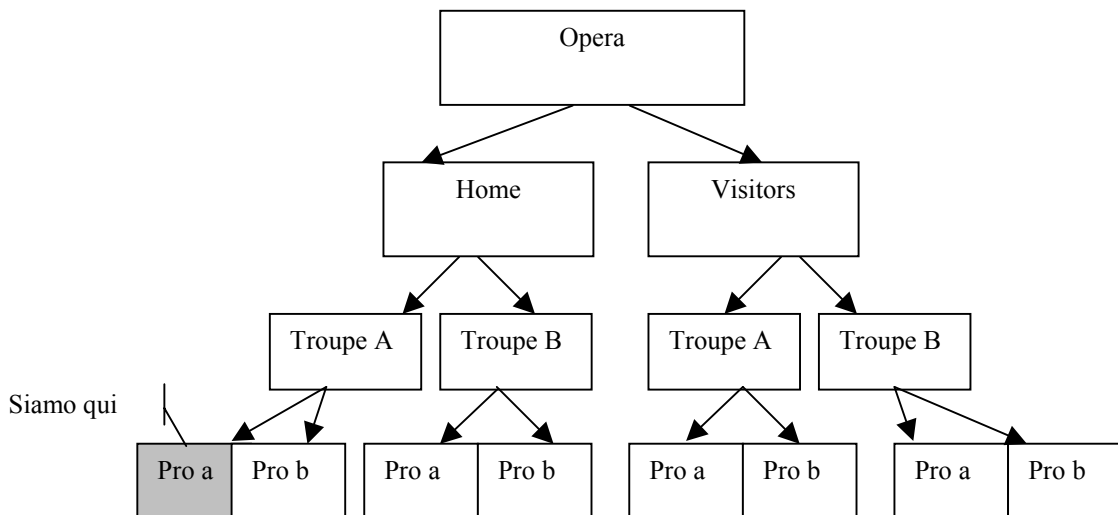 Opera
Home
Visitors
Troupe A
Troupe B
Troupe A
Troupe B
Siamo qui
Pro a
Pro b
Pro a
Pro b
Pro a
Pro b
Pro a
Pro b